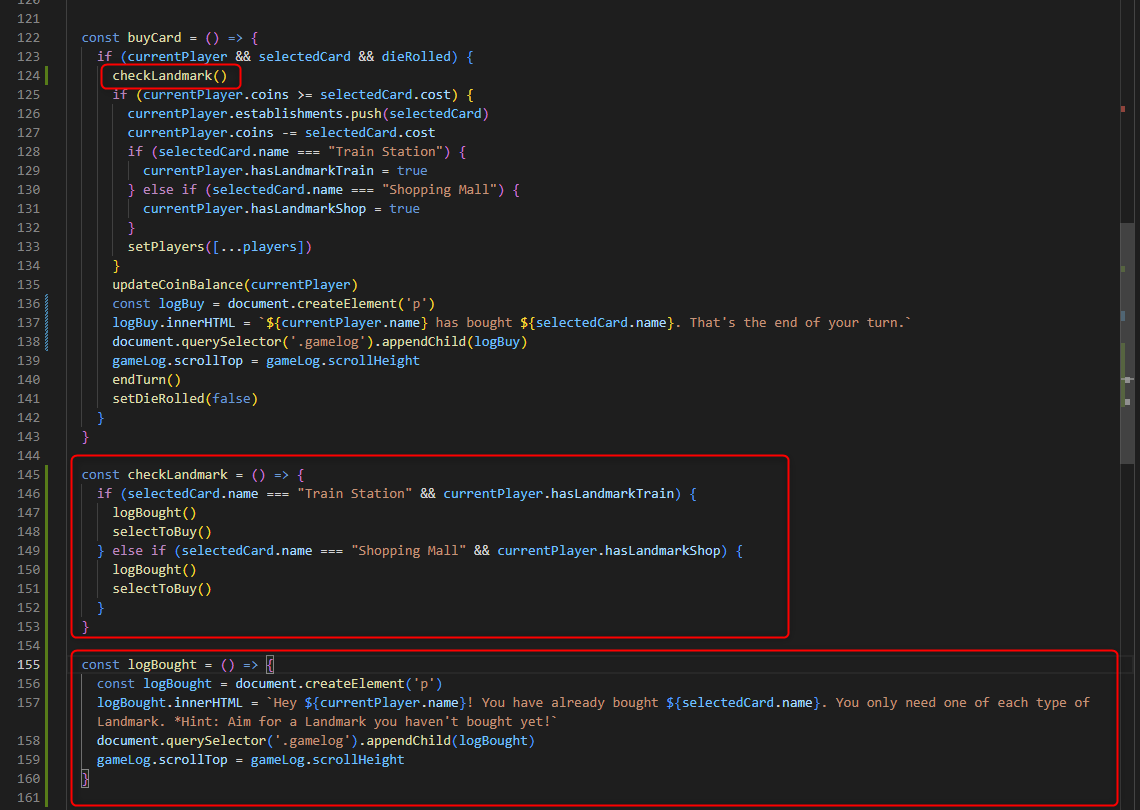 120
121
122 const buyCard = () => {
123 if (currentPlayer && selectedCard && dieRolled) {
124 checkLandmark()
125 if (currentPlayer.coins >= selectedCard.cost) {
126 currentPlayer.establishments.push(selectedCard)
127 currentPlayer.coins -= selectedCard.cost
128 if (selectedCard.name === "Train Station") {
129 currentPlayer.hasLandmarkTrain = true
130 } else if (selectedCard.name === "Shopping Mall") {
131 currentPlayer.hasLandmarkShop = true
132 }
133 setPlayers([...players])
134 }
135 updateCoinBalance(currentPlayer)
136 const logBuy = document.createElement('p')
137 logBuy.innerHTML = `${currentPlayer.name} has bought ${selectedCard.name}. That's the end of your turn.`
138 document.querySelector('.gamelog').appendChild(logBuy)
139 gameLog.scrollTop = gameLog.scrollHeight
140 endTurn()
141 setDieRolled(false)
142 }
143 }
144
145 const checkLandmark = () => {
146 if (selectedCard.name === "Train Station" && currentPlayer.hasLandmarkTrain) {
147 logBought()
148 selectToBuy()
149 } else if (selectedCard.name === "Shopping Mall" && currentPlayer.hasLandmarkShop) {
150 logBought()
151 selectToBuy()
152 }
153 }
154
155 const logBought = () => {
156 const logBought = document.createElement('p')
157 logBought.innerHTML = `Hey ${currentPlayer.name}! You have already bought ${selectedCard.name}. You only need one of each type of
Landmark. *Hint: Aim for a Landmark you haven't bought yet!`
158 document.querySelector('.gamelog').appendChild(logBought)
159 gameLog.scrollTop = gameLog.scrollHeight
160 }
161